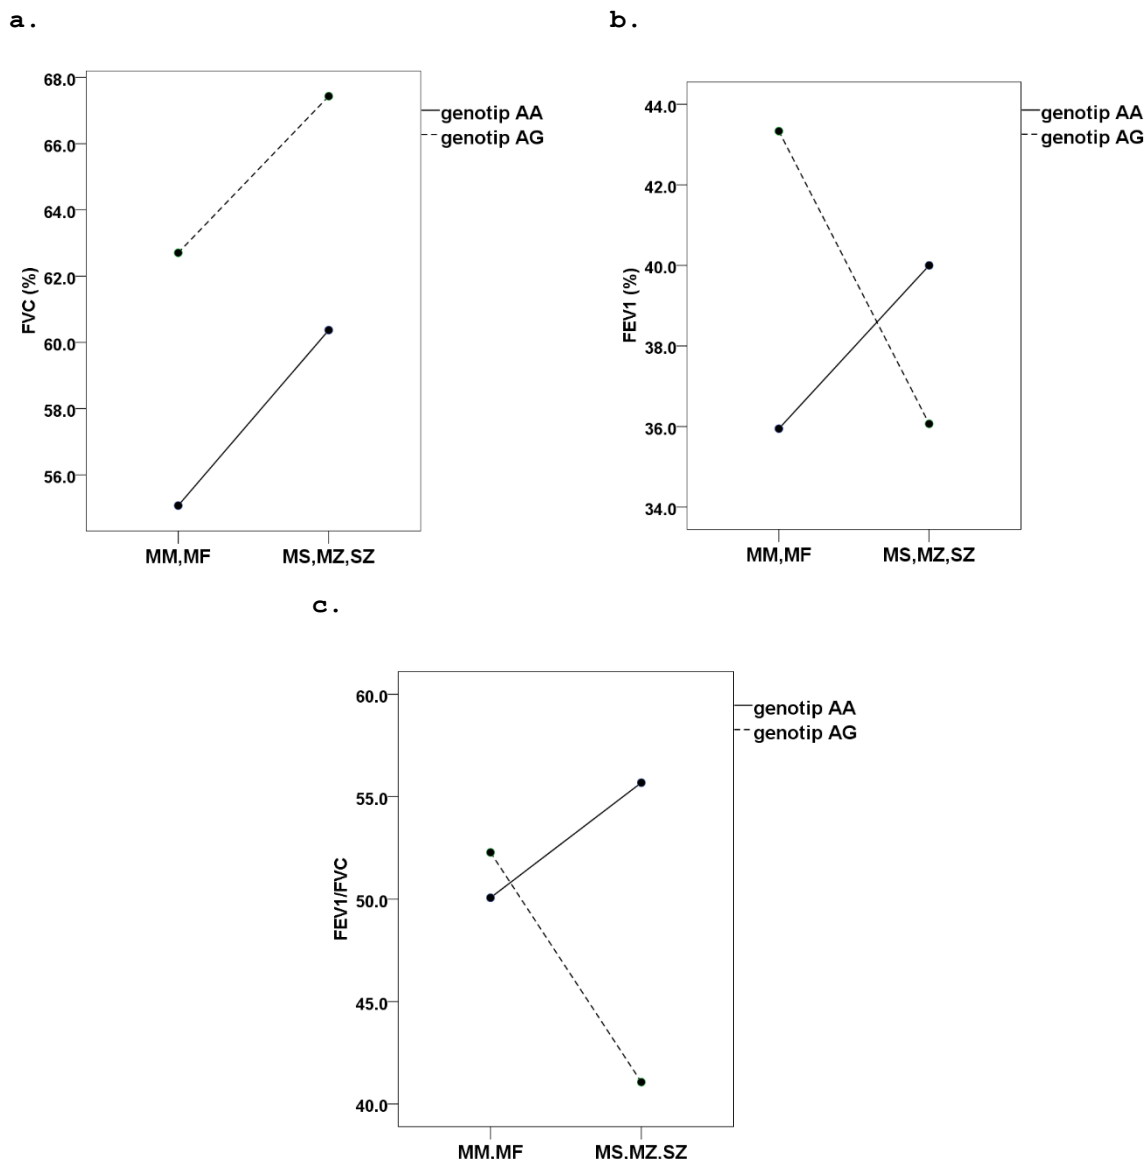 a.
68.0
66.0
64.0
62.0
60.0
58.0
56.0
FVC (%)
MM,MF
MS,MZ,SZ
genotip AA
genotip AG
b.
44.0
42.0
40.0
38.0
36.0
34.0
FEV1 (%)
MM,MF
MS,MZ,SZ
genotip AA
genotip AG
c.
60.0
55.0
50.0
45.0
40.0
FEV1/FVC
MM,MF
MS,MZ,SZ
genotip AA
genotip AG